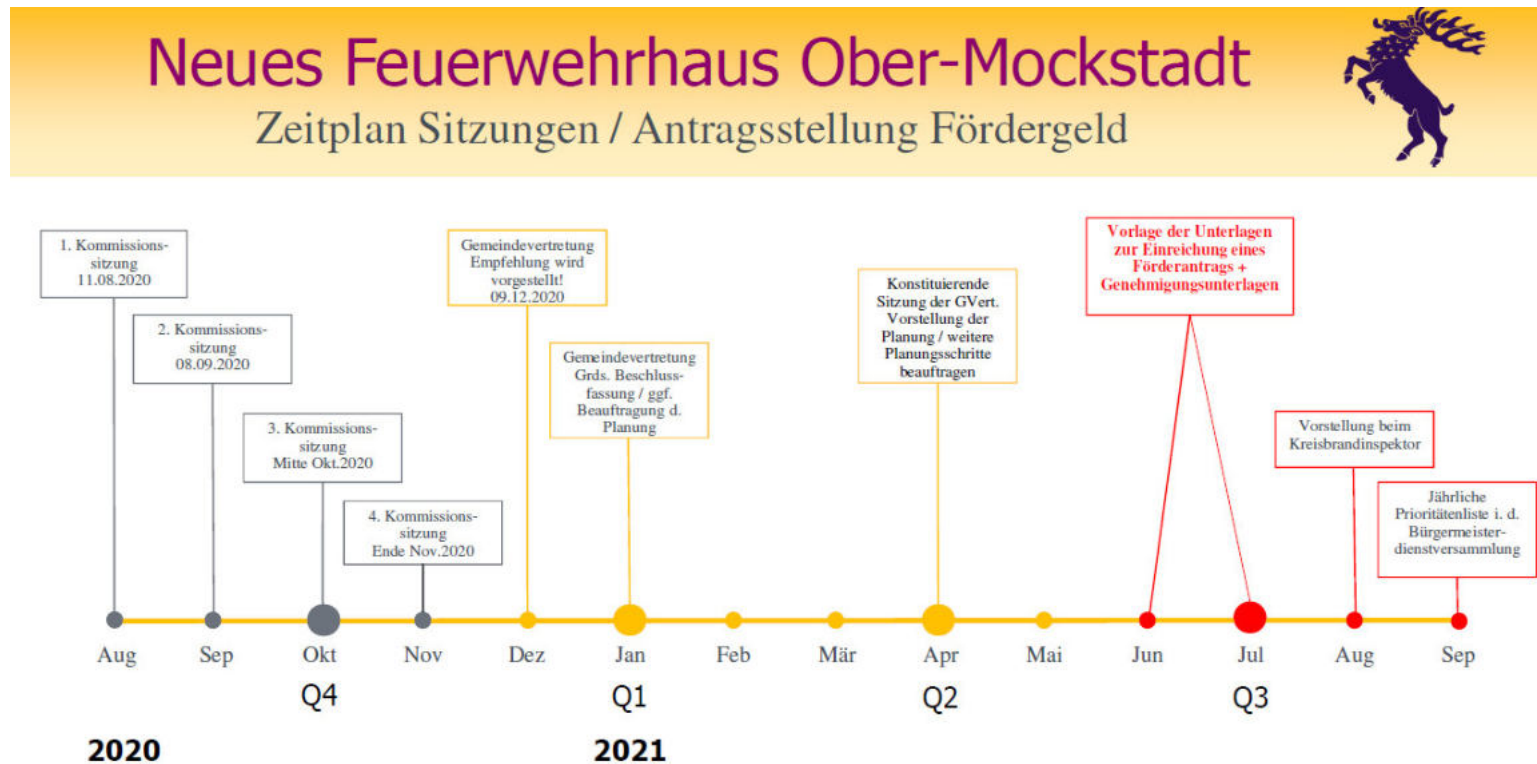 Neues Feuerwehrhaus Ober-Mockstadt
Zeitplan Sitzungen / Antragsstellung Fördergeld
1. Kommissions-
sitzung
11.08.2020
2. Kommissions-
sitzung
08.09.2020
3. Kommissions-
sitzung
Mitte Okt.2020
4. Kommissions-
sitzung
Ende Nov.2020
Gemeindevertretung
Empfehlung wird
vorgestellt!
09.12.2020
Gemeindevertretung
Grds. Beschluss-
fassung / ggf.
Beauftragung d.
Planung
Konstituierende
Sitzung der GVert.
Vorstellung der
Planung / weitere
Planungsschritte
beauftragen
Vorlage der Unterlagen
zur Einreichung eines
Förderantrags +
Genehmigungsunterlagen
Vorstellung beim
Kreisbrandinspektor
Jährliche
Prioritätenliste i. d.
Bürgermeister-
dienstversammlung
Aug Sep Okt Nov Dez Jan Feb Mär Apr Mai Jun Jul Aug Sep
Q4 Q1 Q2 Q3
2020 2021